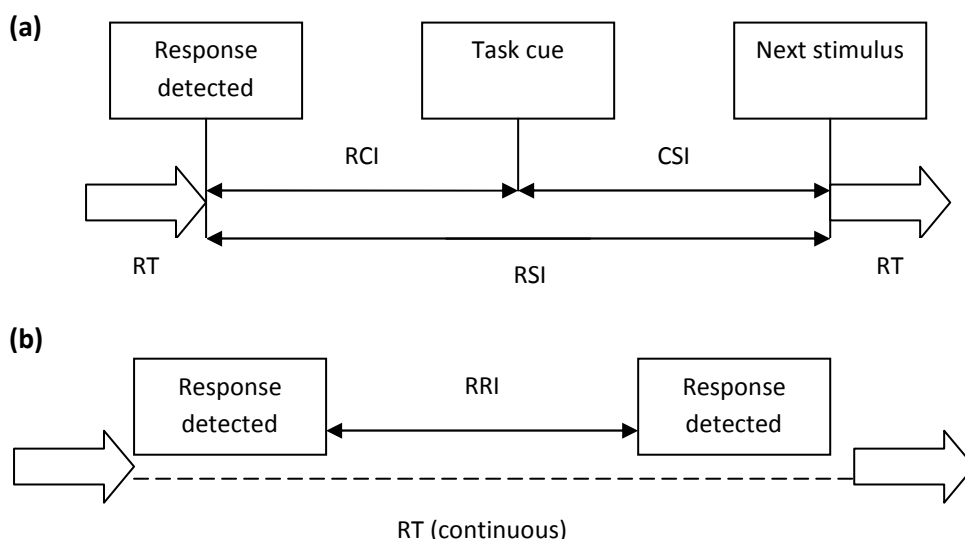 (a)
Response
detected
Task cue
Next stimulus
RCI
CSI
RT
RSI
RT
(b)
Response
detected
RRI
Response
detected
RT (continuous)